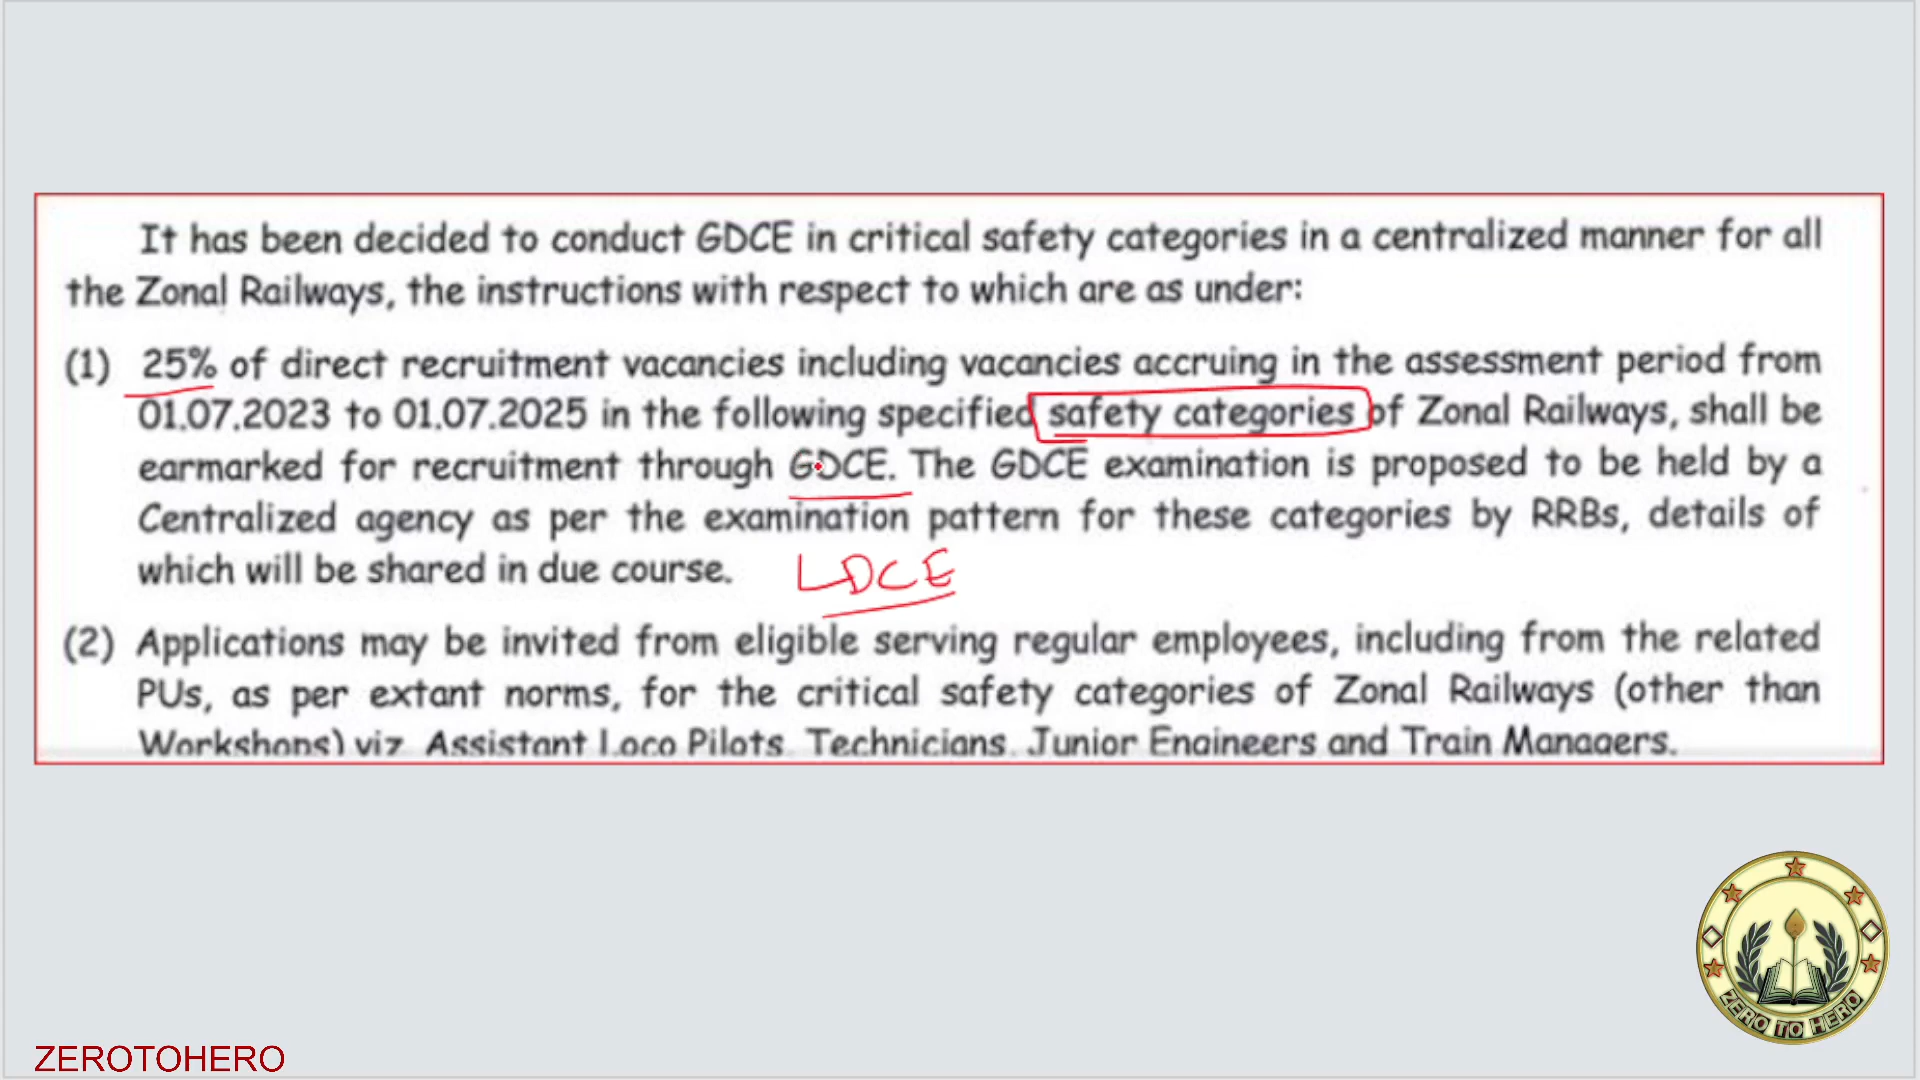 It has been decided to conduct GDCE in critical safety categories in a centralized manner for all
the Zonal Railways, the instructions with respect to which are as under:
(1) 25% of direct recruitment vacancies including vacancies accruing in the assessment period from
01.07.2023 to 01.07.2025 in the following specified safety categories of Zonal Railways, shall be
earmarked for recruitment through GDCE. The GDCE examination is proposed to be held by a
Centralized agency as per the examination pattern for these categories by RRBs, details of
which will be shared in due course.
LDCE
(2) Applications may be invited from eligible serving regular employees, including from the related
PUs, as per extant norms, for the critical safety categories of Zonal Railways (other than
Workshops) viz. Assistant Loco Pilots, Technicians, Junior Engineers and Train Managers.
ZERO TO HERO
ZEROTOHERO